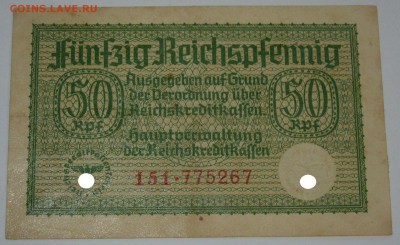 COINS.LAVE.RU
Fünfzig Reichspfennig
Ausgegeben auf Grund
der Verordnung über
Reichskreditkassen.
50
Rpf
50
Rpf
Hauptverwaltung
der Reichskreditkassen
151·775267